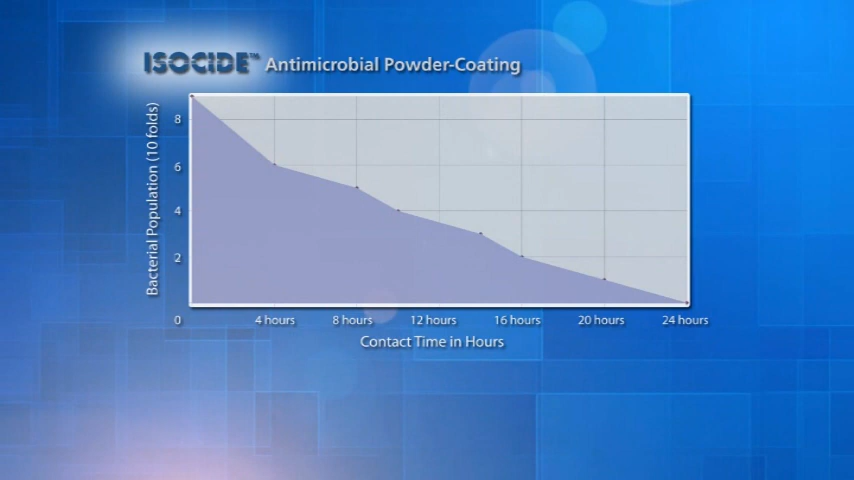 ISOCIDE™ Antimicrobial Powder-Coating
Bacterial Population (10 folds)
8
6
4
2
0
4 hours 8 hours 12 hours 16 hours 20 hours 24 hours
Contact Time in Hours